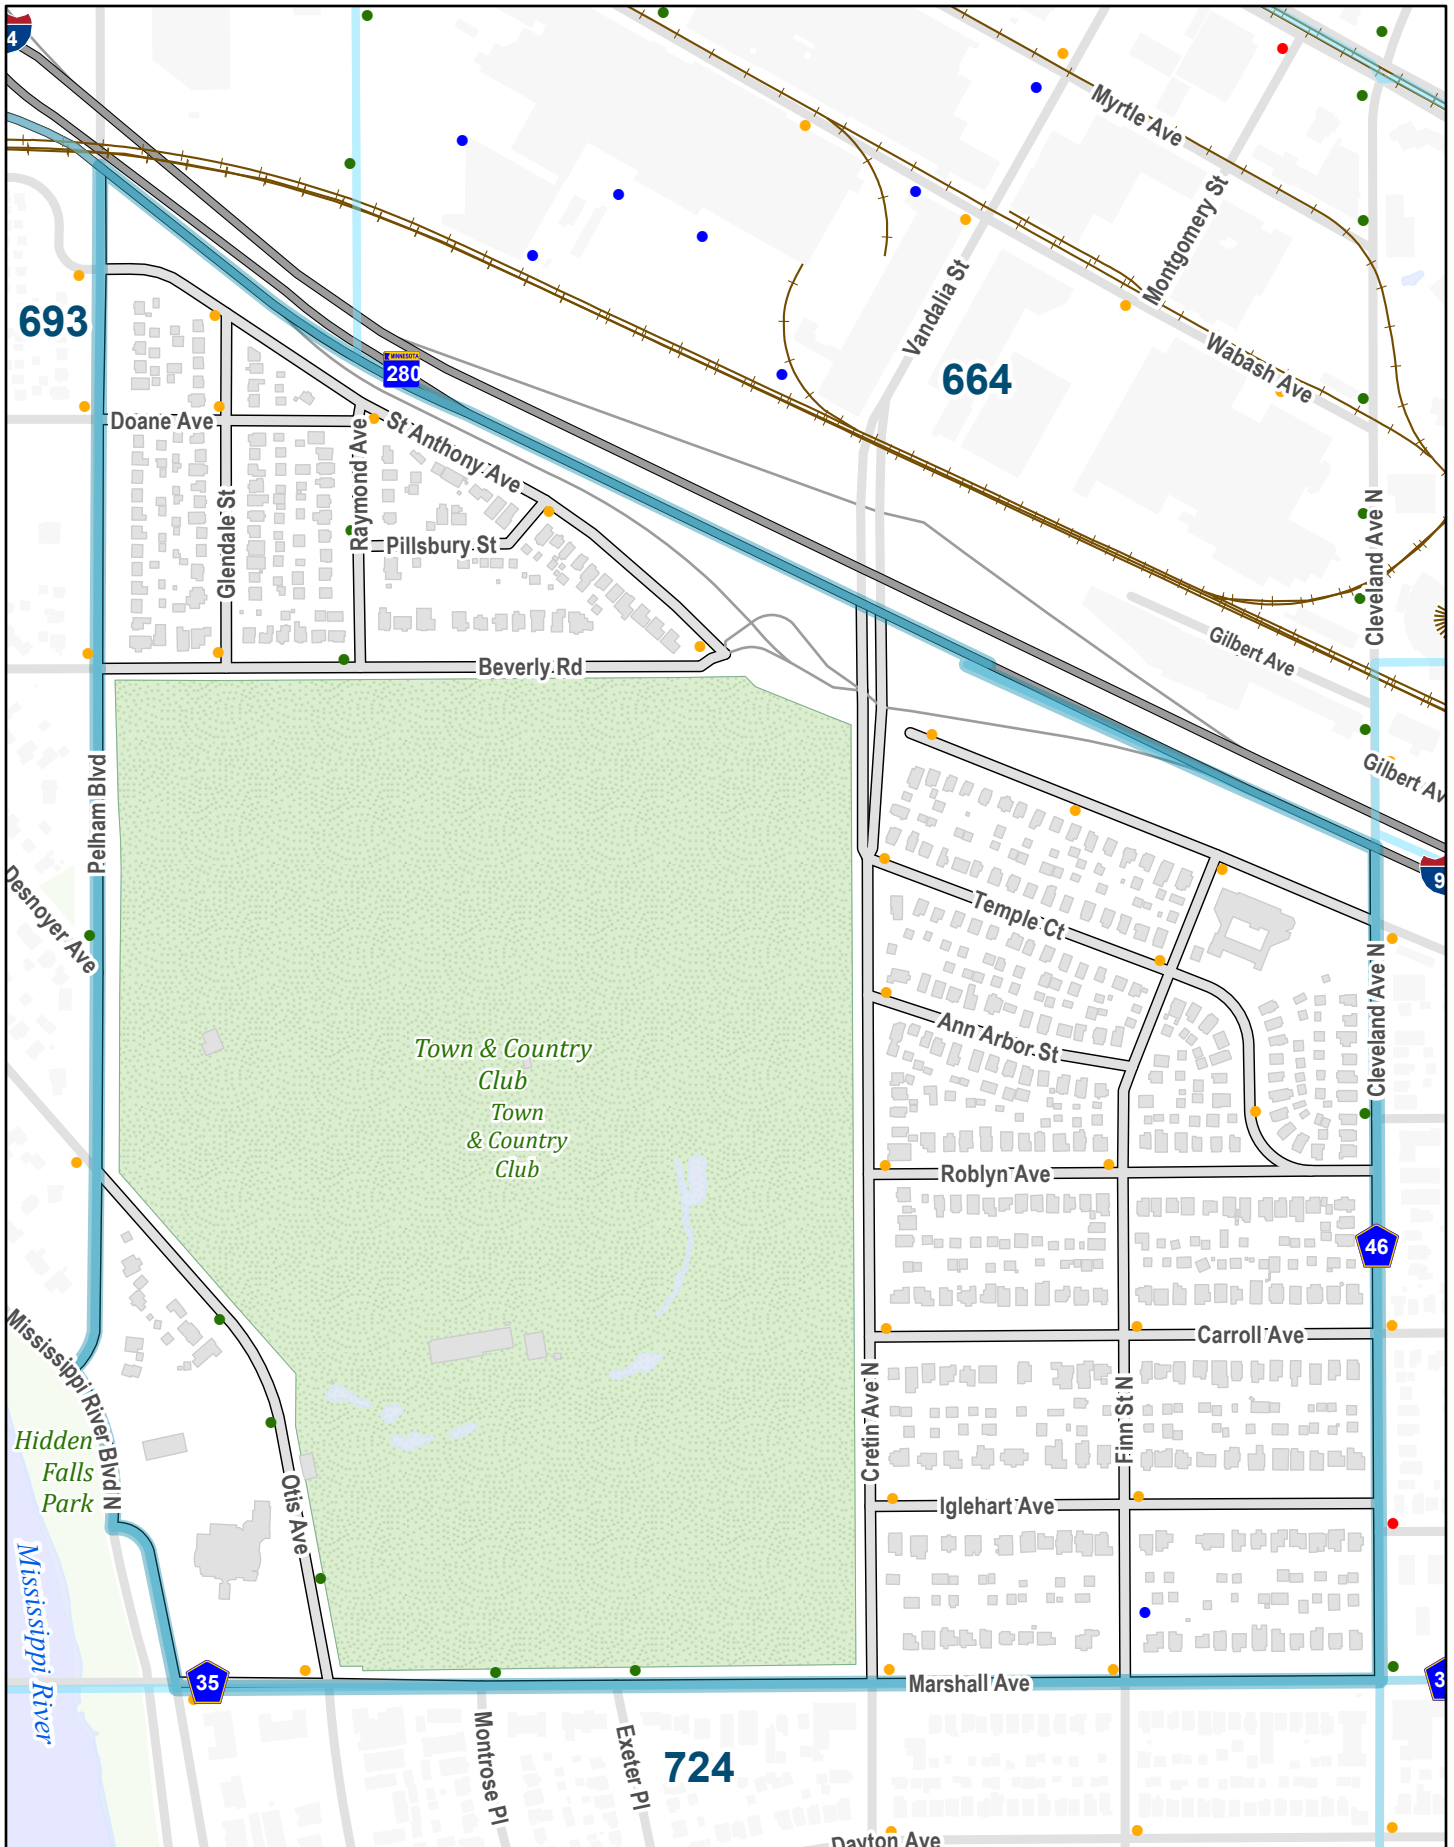 4
Myrtle Ave
Montgomery St
Vandalia St
693
664
Wabash Ave
MINNESOTA
280
Doane Ave
St Anthony Ave
Raymond Ave
Glendale St
Pillsbury St
Cleveland Ave N
Gilbert Ave
Beverly Rd
Pelham Blvd
Gilbert Av
9
Desnoyer Ave
Temple Ct
Cleveland Ave N
Ann Arbor St
Town & Country
Club
Town
& Country
Club
Roblyn Ave
46
Mississippi River Blvd N
Carroll Ave
Cretin Ave N
Finn St N
Hidden
Falls
Park
Otis Ave
Iglehart Ave
Mississippi River
35
Marshall Ave
3
Montrose Pl
Exeter Pl
724
Dayton Ave